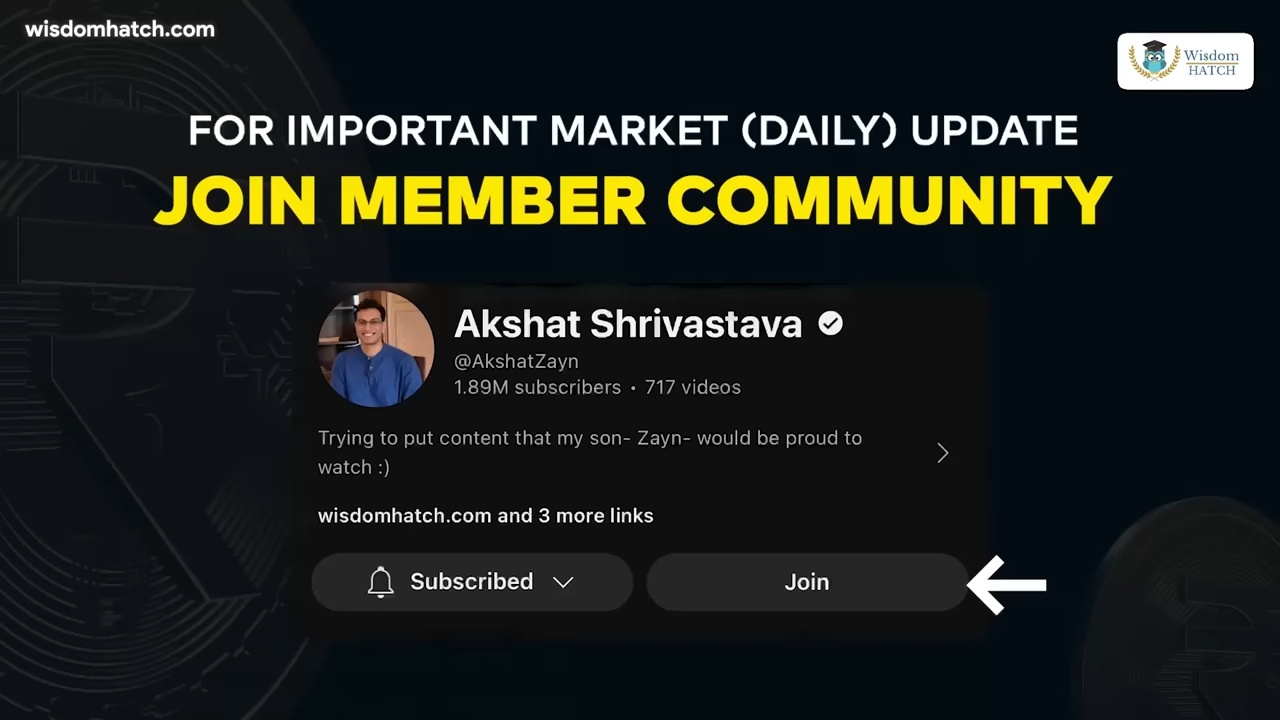 wisdomhatch.com
Wisdom
HATCH
FOR IMPORTANT MARKET (DAILY) UPDATE
JOIN MEMBER COMMUNITY
Akshat Shrivastava
@AkshatZayn
1.89M subscribers • 717 videos
Trying to put content that my son- Zayn- would be proud to
watch :)
wisdomhatch.com and 3 more links
Subscribed
Join